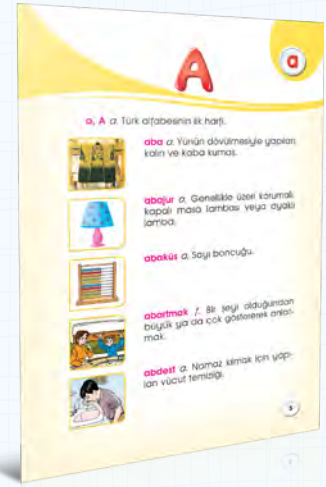 A
a
a, A a. Türk alfabesinin ilk harfi.
aba a. Yünün dövülmesiyle yapılan
kalın ve kaba kumaş.
abajur a. Genellikle üzeri korumalı,
kapalı masa lambası veya ayaklı
lamba.
abaküs a. Sayı boncuğu.
abartmak f. Bir şeyi olduğundan
büyük ya da çok göstererek anlat-
mak.
abdest a. Namaz kılmak için yapı-
lan vücut temizliği.
5